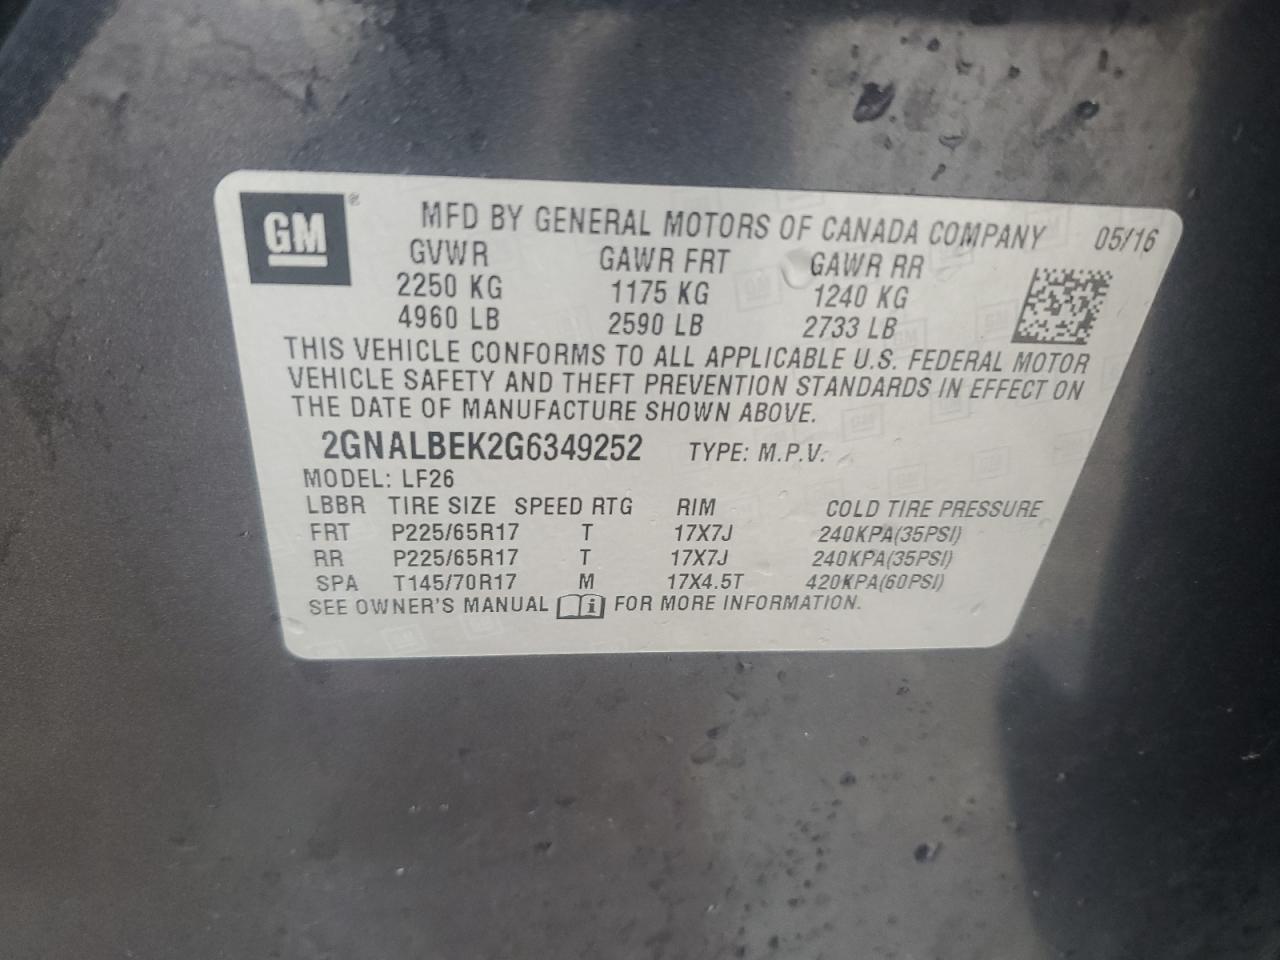 GM ®
MFD BY GENERAL MOTORS OF CANADA COMPANY 05/16
GVWR GAWR FRT GAWR RR
2250 KG 1175 KG 1240 KG
4960 LB 2590 LB 2733 LB
THIS VEHICLE CONFORMS TO ALL APPLICABLE U.S. FEDERAL MOTOR
VEHICLE SAFETY AND THEFT PREVENTION STANDARDS IN EFFECT ON
THE DATE OF MANUFACTURE SHOWN ABOVE.
2GNALBEK2G6349252 TYPE: M.P.V.
MODEL: LF26
LBBR TIRE SIZE SPEED RTG RIM COLD TIRE PRESSURE
FRT P225/65R17 T 17X7J 240KPA(35PSI)
RR P225/65R17 T 17X7J 240KPA(35PSI)
SPA T145/70R17 M 17X4.5T 420KPA(60PSI)
SEE OWNER'S MANUAL i FOR MORE INFORMATION.